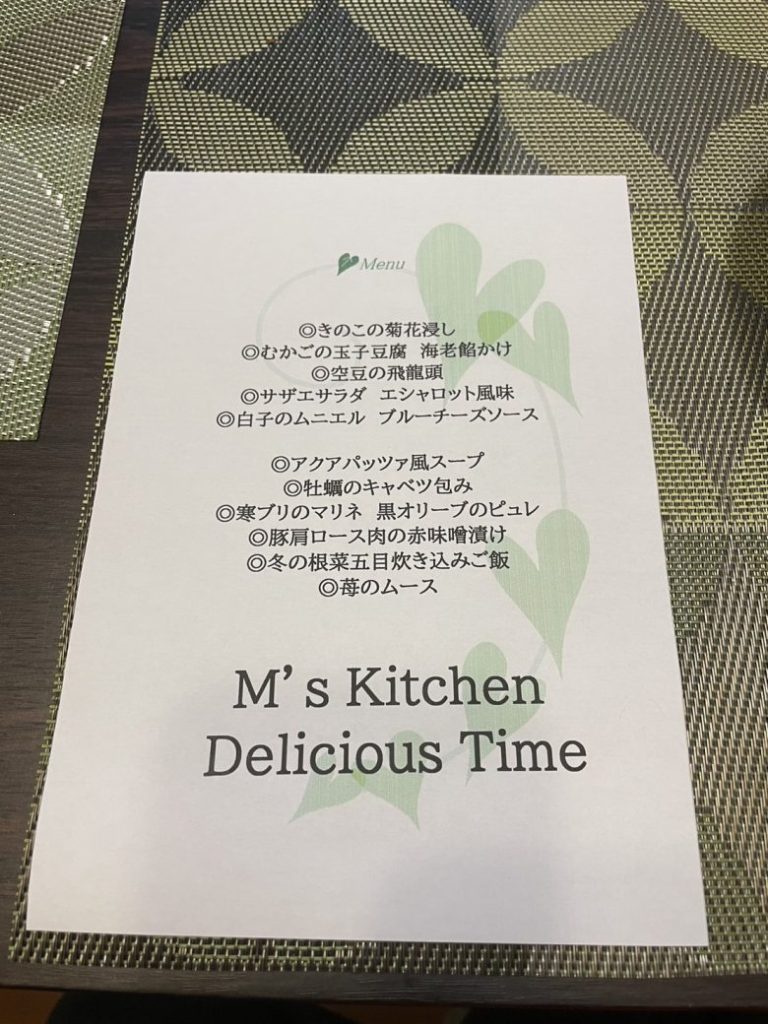 Menu
◎きのこの菊花浸し
◎むかごの玉子豆腐　海老餡かけ
◎空豆の飛龍頭
◎サザエサラダ　エシャロット風味
◎白子のムニエル　ブルーチーズソース
◎アクアパッツァ風スープ
◎牡蠣のキャベツ包み
◎寒ブリのマリネ　黒オリーブのピュレ
◎豚肩ロース肉の赤味噌漬け
◎冬の根菜五目炊き込みご飯
◎苺のムース
M’s Kitchen
Delicious Time